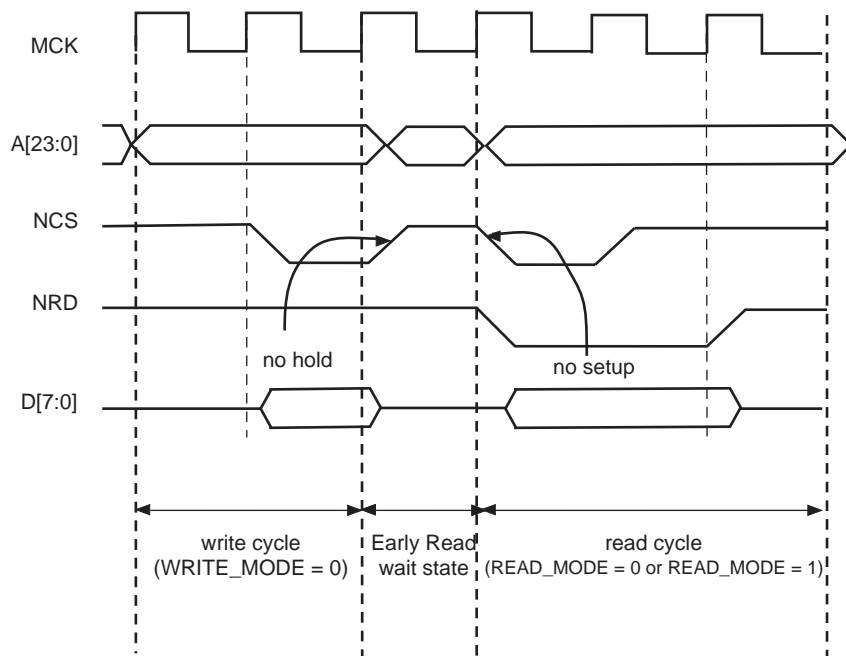 MCK
A[23:0]
NCS
NRD
no hold
no setup
D[7:0]
write cycle
(WRITE_MODE = 0)
Early Read
wait state
read cycle
(READ_MODE = 0 or READ_MODE = 1)